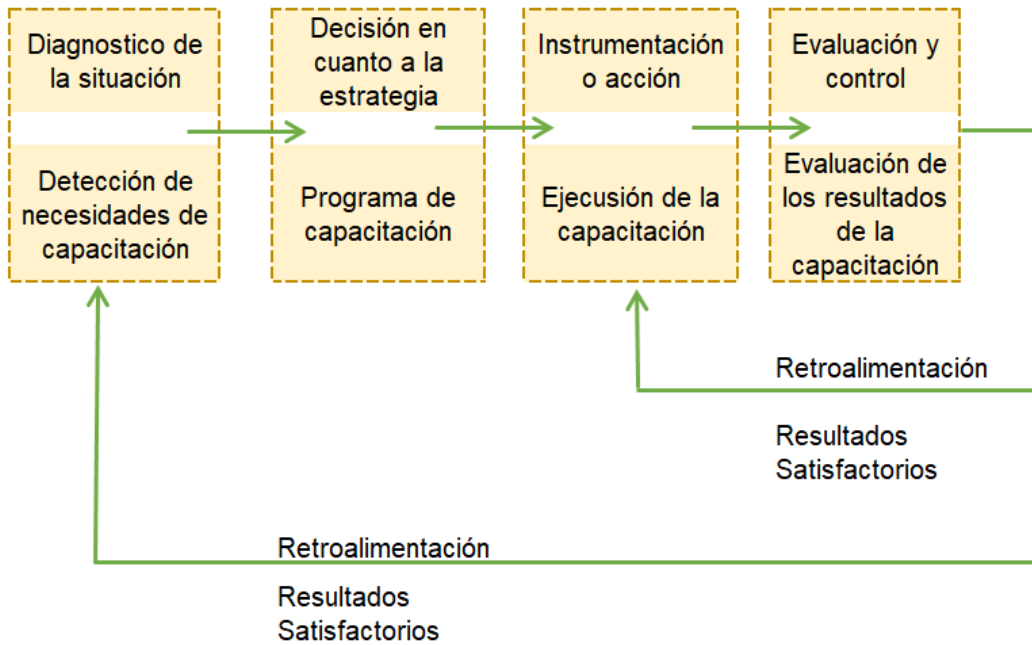 Diagnostico de
la situación
Decisión en
cuanto a la
estrategia
Instrumentación
o acción
Evaluación y
control
Detección de
necesidades de
capacitación
Programa de
capacitación
Ejecusión de la
capacitación
Evaluación de
los resultados
de la
capacitación
Retroalimentación
Resultados
Satisfactorios
Retroalimentación
Resultados
Satisfactorios